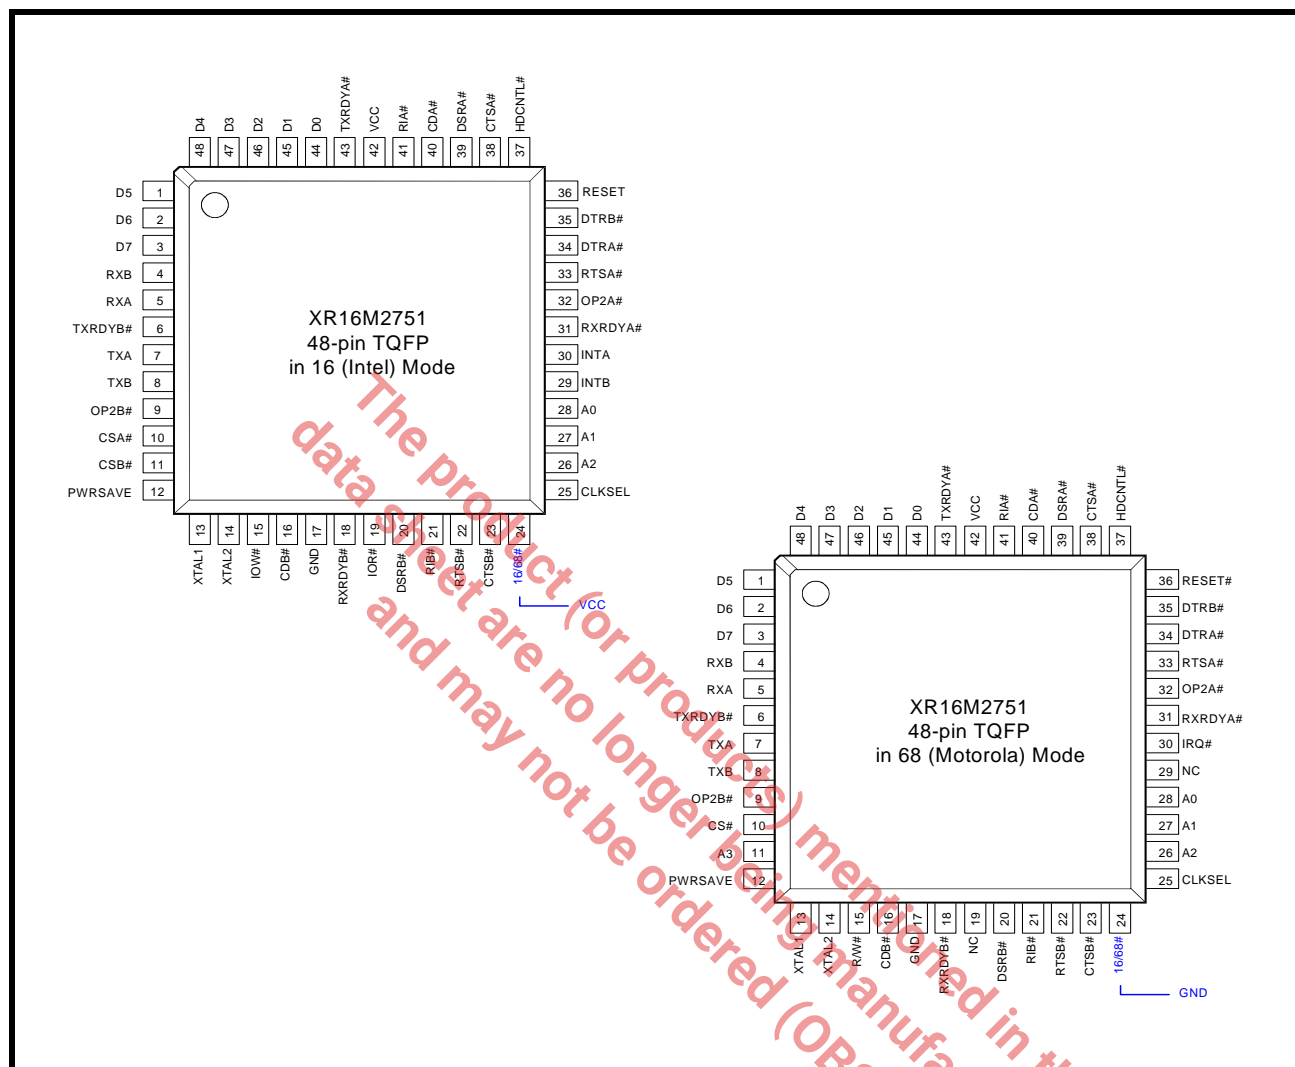 D4 D3 D2 D1 D0 TXRDYA# VCC RIA# CDA# DSRA# CTSA# HDCNTL#
48 47 46 45 44 43 42 41 40 39 38 37
D5 1
D6 2
D7 3
RXB 4
RXA 5
TXRDYB# 6
TXA 7
TXB 8
OP2B# 9
CSA# 10
CSB# 11
PWRSAVE 12
XR16M2751
48-pin TQFP
in 16 (Intel) Mode
36 RESET
35 DTRB#
34 DTRA#
33 RTSA#
32 OP2A#
31 RXRDYA#
30 INTA
29 INTB
28 A0
27 A1
26 A2
25 CLKSEL
13 14 15 16 17 18 19 20 21 22 23 24
XTAL1 XTAL2 IOW# CDB# GND RXRDYB# IOR# DSRB# RIB# RTSB# CTSB# 16/68#
VCC
D4 D3 D2 D1 D0 TXRDYA# VCC RIA# CDA# DSRA# CTSA# HDCNTL#
48 47 46 45 44 43 42 41 40 39 38 37
D5 1
D6 2
D7 3
RXB 4
RXA 5
TXRDYB# 6
TXA 7
TXB 8
OP2B# 9
CS# 10
A3 11
PWRSAVE 12
XR16M2751
48-pin TQFP
in 68 (Motorola) Mode
36 RESET#
35 DTRB#
34 DTRA#
33 RTSA#
32 OP2A#
31 RXRDYA#
30 IRQ#
29 NC
28 A0
27 A1
26 A2
25 CLKSEL
13 14 15 16 17 18 19 20 21 22 23 24
XTAL1 XTAL2 R/W# CDB# GND RXRDYB# NC DSRB# RIB# RTSB# CTSB# 16/68#
GND
The product (or products) mentioned in
data sheet are no longer being
and may not be ordered